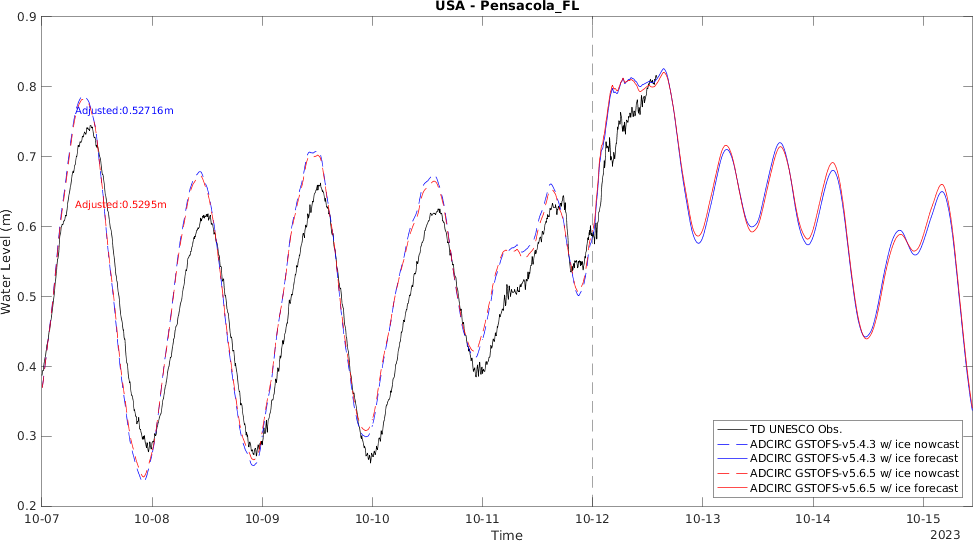 USA - Pensacola_FL
0.9
0.8
Adjusted:0.52716m
0.7
Adjusted:0.5295m
0.6
Water Level (m)
0.5
0.4
0.3
0.2
TD UNESCO Obs.
ADCIRC GSTOFS-v5.4.3 w/ ice nowcast
ADCIRC GSTOFS-v5.4.3 w/ ice forecast
ADCIRC GSTOFS-v5.6.5 w/ ice nowcast
ADCIRC GSTOFS-v5.6.5 w/ ice forecast
10-07 10-08 10-09 10-10 10-11 10-12 10-13 10-14 10-15
Time
2023